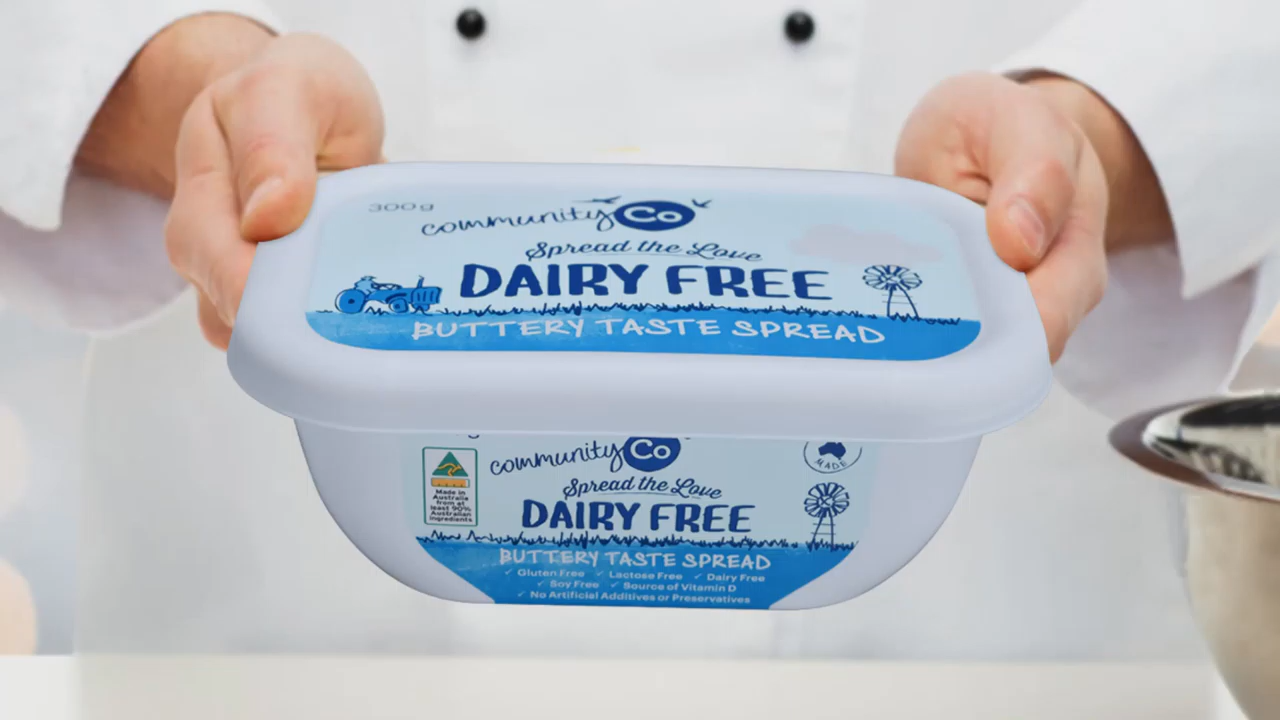 300g
community Co
Spread the Love
DAIRY FREE
BUTTERY TASTE SPREAD
community Co
MADE
Spread the Love
DAIRY FREE
Made in
Australia
from at
least 90%
Australian
ingredients
BUTTERY TASTE SPREAD
✓ Gluten Free ✓ Lactose Free ✓ Dairy Free
✓ Soy Free ✓ Source of Vitamin D
✓ No Artificial Additives or Preservatives